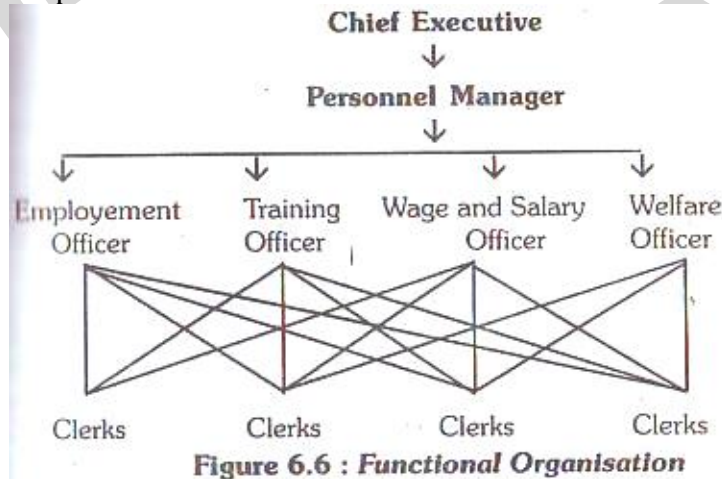 Chief Executive
Personnel Manager
Employement Training Wage and Salary Welfare
Officer Officer Officer Officer
Clerks Clerks Clerks Clerks
Figure 6.6 : Functional Organisation